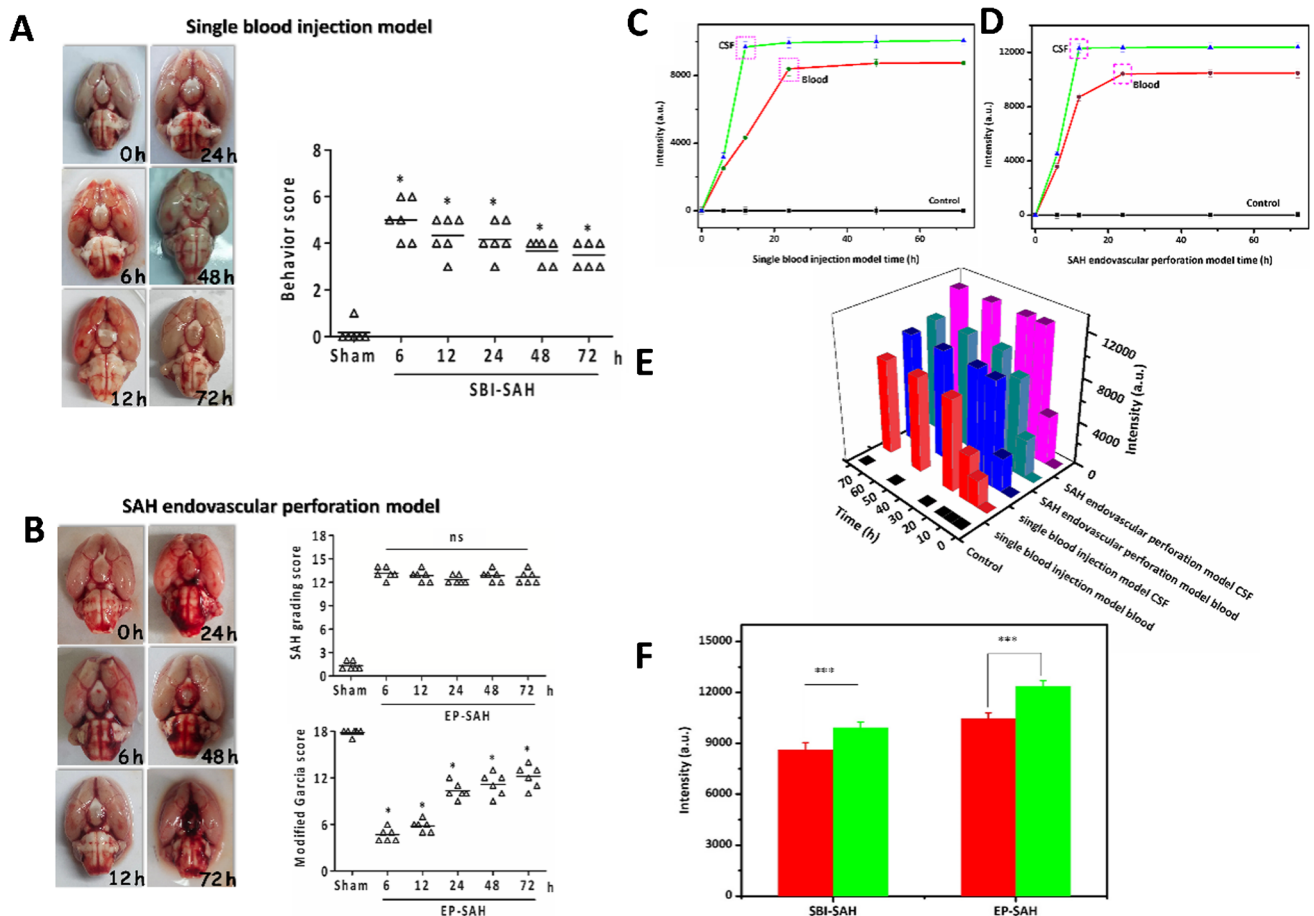 A
Single blood injection model
0h
24h
6h
48h
12h
72h
Behavior score
8
6
4
2
0
Sham 6 12 24 48 72 h
SBI-SAH
* * * * *
B
SAH endovascular perforation model
0h
24h
6h
48h
12h
72h
SAH grading score
18
15
12
9
6
3
0
ns
Sham 6 12 24 48 72 h
EP-SAH
Modified Garcia score
18
12
6
0
* * * * *
Sham 6 12 24 48 72 h
EP-SAH
C
Intensity (a.u.)
8000
4000
0
CSF
Blood
Control
0 20 40 60
Single blood injection model time (h)
D
Intensity (a.u.)
12000
8000
4000
0
CSF
Blood
Control
0 20 40 60
SAH endovascular perforation model time (h)
E
12000
8000
4000
0
Intensity (a.u.)
70 60 50 40 30 20 10 0
Time (h)
Control
single blood injection model blood
single blood injection model CSF
SAH endovascular perforation model blood
SAH endovascular perforation model CSF
F
Intensity (a.u.)
15000
12000
9000
6000
3000
0
***
***
SBI-SAH
EP-SAH